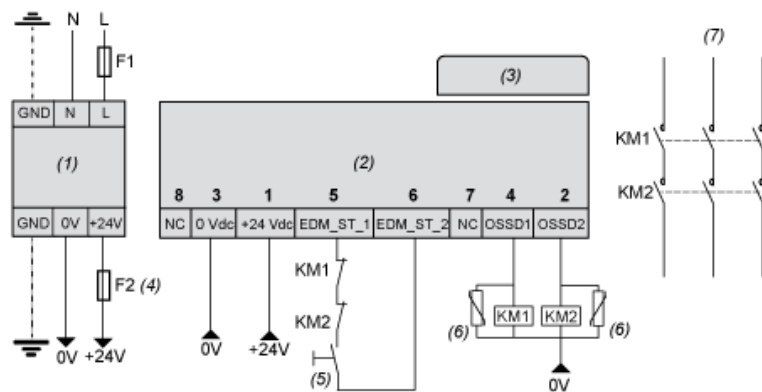 N L
F1
(7)
(3)
GND N L
(1)
(2)
KM1
8 3 1 5 6 7 4 2
KM2
GND 0V +24V
NC 0 Vdc +24 Vdc EDM_ST_1 EDM_ST_2 NC OSSD1 OSSD2
KM1
F2 (4)
KM2
KM1 KM2
(6) (6)
0V +24V
0V +24V
(5)
0V